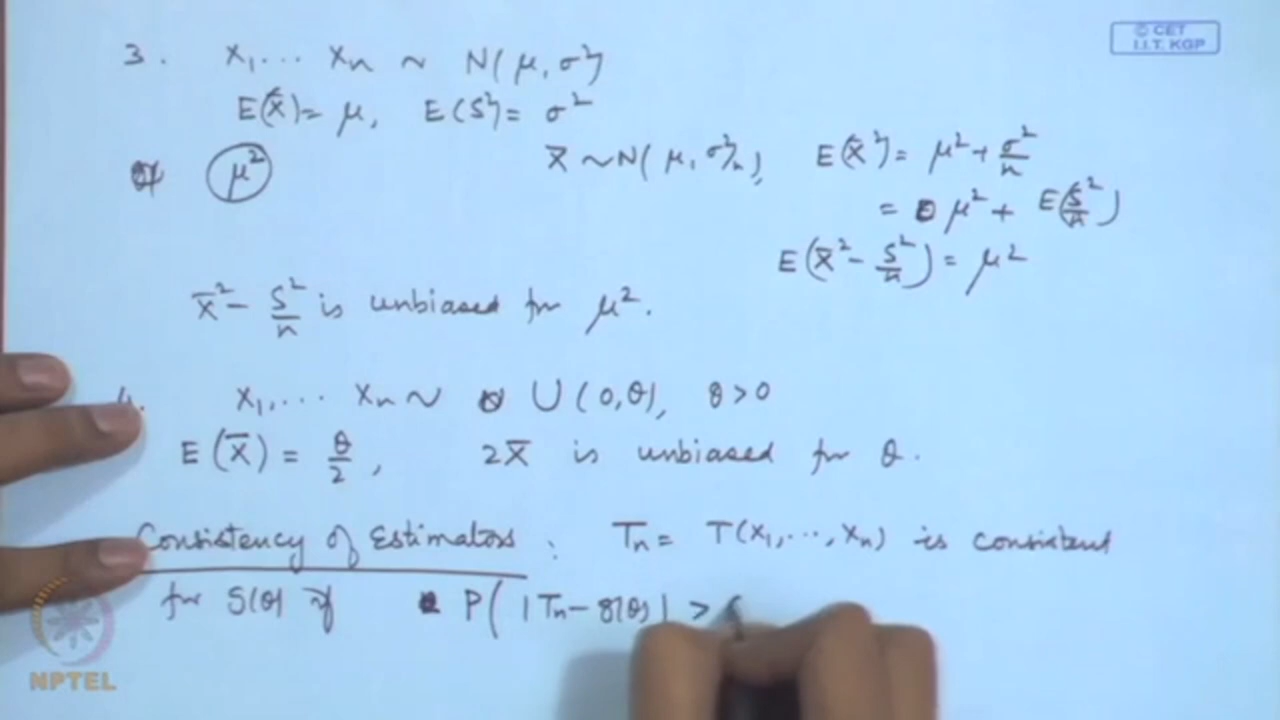 © CET
I.I.T. KGP
3. X₁... Xₙ ~ N(μ, σ²)
E(X̄) = μ, E(S²) = σ²
μ²
X̄ ~ N(μ, σ²/n), E(X̄²) = μ² + σ²/n
= μ² + E(S²/n)
E(X̄² - S²/n) = μ²
X̄² - S²/n is unbiased for μ².
4. X₁,... Xₙ ~ U(0,θ), θ>0
E(X̄) = θ/2, 2X̄ is unbiased for θ.
Consistency of Estimators : Tₙ = T(X₁,..., Xₙ) is consistent
for g(θ) if P( |Tₙ - g(θ)| >
NPTEL